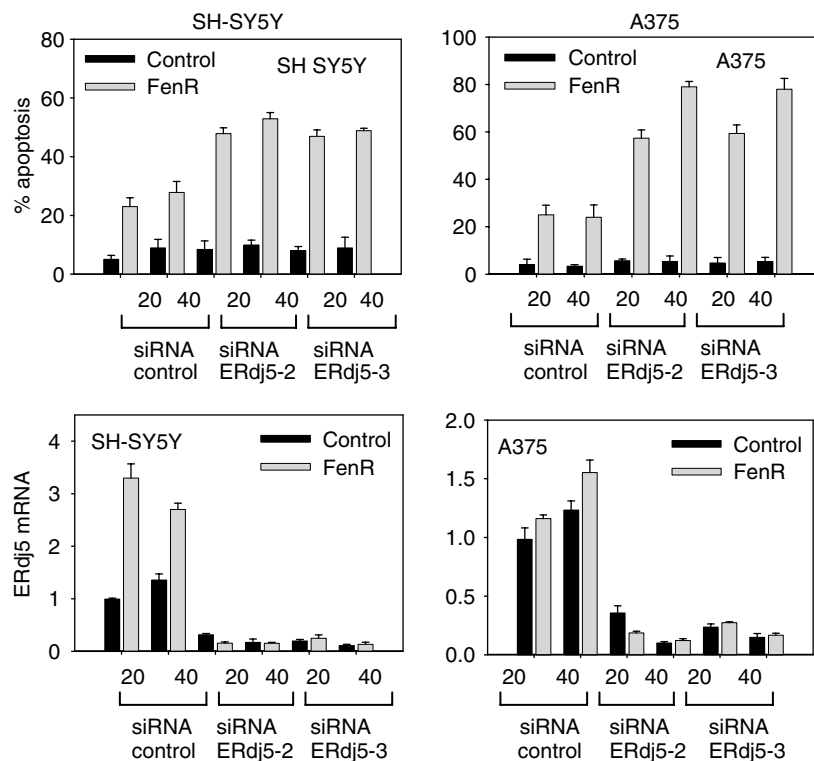 SH-SY5Y
80
60
40
20
0
% apoptosis
Control
FenR
SH SY5Y
20 40 20 40 20 40
siRNA control
siRNA ERdj5-2
siRNA ERdj5-3
A375
100
80
60
40
20
0
Control
FenR
A375
20 40 20 40 20 40
siRNA control
siRNA ERdj5-2
siRNA ERdj5-3
4
3
2
1
0
ERdj5 mRNA
SH-SY5Y
Control
FenR
20 40 20 40 20 40
siRNA control
siRNA ERdj5-2
siRNA ERdj5-3
2.0
1.5
1.0
0.5
0.0
A375
Control
FenR
20 40 20 40 20 40
siRNA control
siRNA ERdj5-2
siRNA ERdj5-3